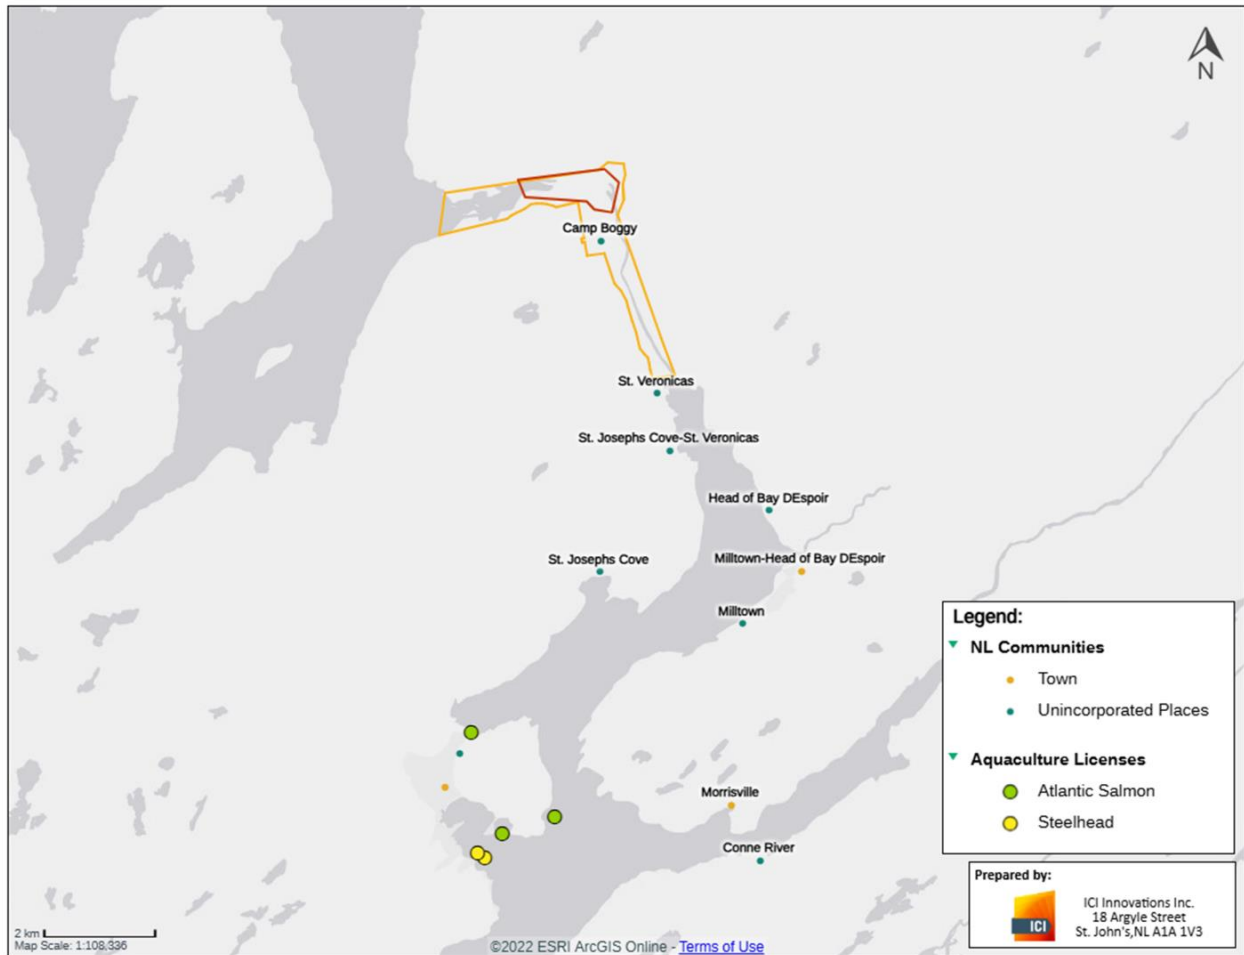 N
Camp Boggy
St. Veronicas
St. Josephs Cove-St. Veronicas
Head of Bay DEspoir
St. Josephs Cove
Milltown-Head of Bay DEspoir
Milltown
Morrisville
Conne River
Legend:
NL Communities
Town
Unincorporated Places
Aquaculture Licenses
Atlantic Salmon
Steelhead
Prepared by:
ICI
ICI Innovations Inc.
18 Argyle Street
St. John's,NL A1A 1V3
2 km
Map Scale: 1:108,336
©2022 ESRI ArcGIS Online - Terms of Use